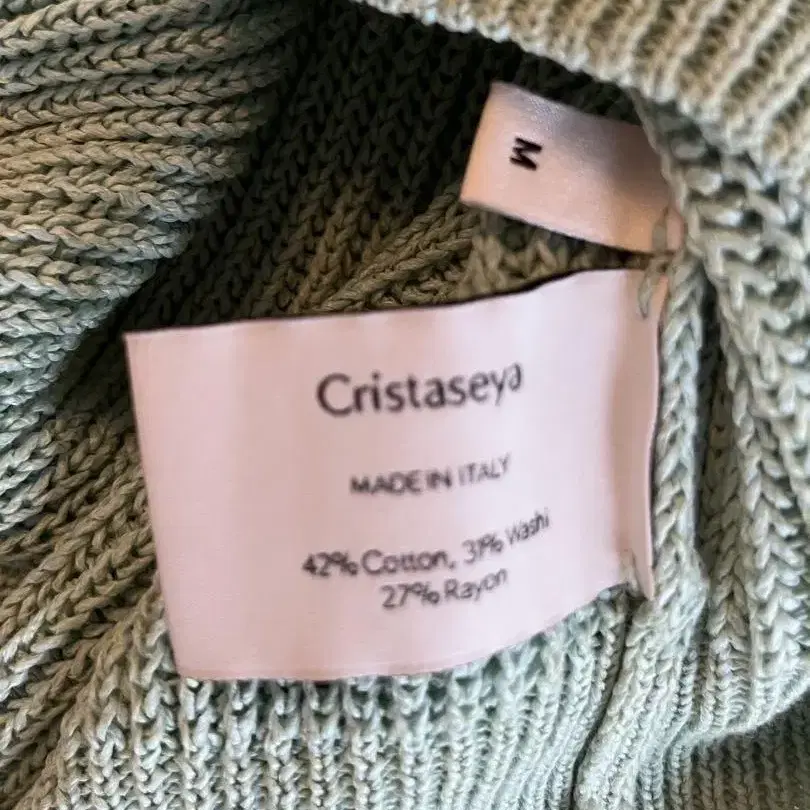 M
Cristaseya
MADE IN ITALY
42% Cotton, 31% Washi
27% Rayon